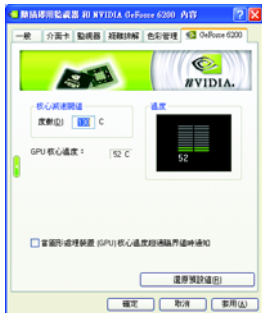 隨插即用監視器 和 NVIDIA GeForce 6200 內容
一般 介面卡 監視器 疑難排解 色彩管理 GeForce 6200
NVIDIA.
核心減速閾值
度數(D) C
溫度
GPU 核心溫度： 52 C
52
當圖形處理裝置 (GPU) 核心溫度超過臨界值時通知
還原預設值(R)
確定 取消 套用(A)